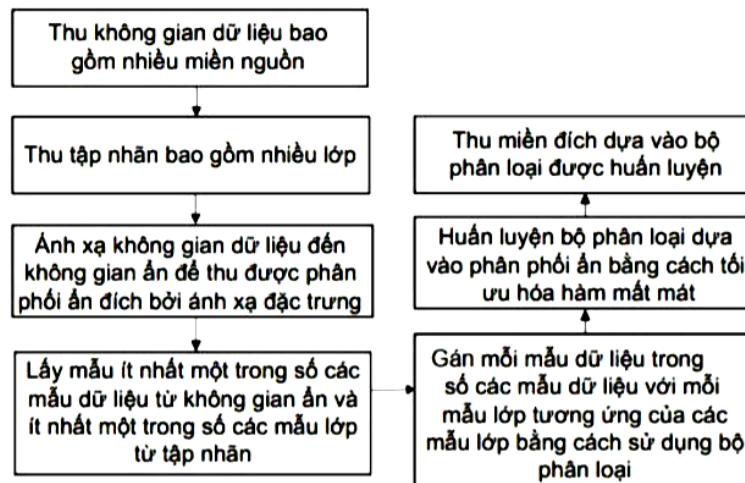 Thu không gian dữ liệu bao
gồm nhiều miền nguồn
Thu tập nhãn bao gồm nhiều lớp
Ánh xạ không gian dữ liệu đến
không gian ẩn để thu được phân
phối ẩn đích bởi ánh xạ đặc trưng
Lấy mẫu ít nhất một trong số các
mẫu dữ liệu từ không gian ẩn và
ít nhất một trong số các mẫu lớp
từ tập nhãn
Gán mỗi mẫu dữ liệu trong
số các mẫu dữ liệu với mỗi
mẫu lớp tương ứng của các
mẫu lớp bằng cách sử dụng bộ
phân loại
Huấn luyện bộ phân loại dựa
vào phân phối ẩn bằng cách tối
ưu hóa hàm mất mát
Thu miền đích dựa vào bộ
phân loại được huấn luyện